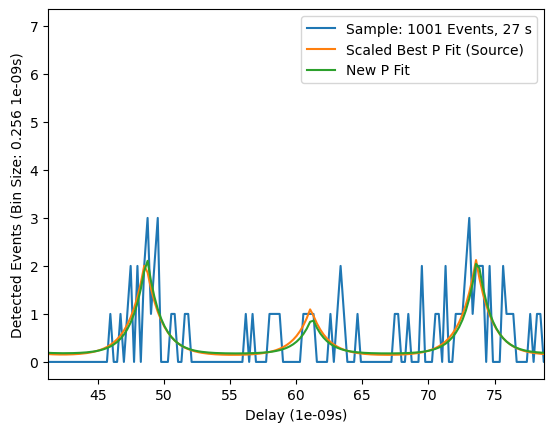 Sample: 1001 Events, 27 s
Scaled Best P Fit (Source)
New P Fit
Detected Events (Bin Size: 0.256 1e-09s)
7
6
5
4
3
2
1
0
45 50 55 60 65 70 75
Delay (1e-09s)